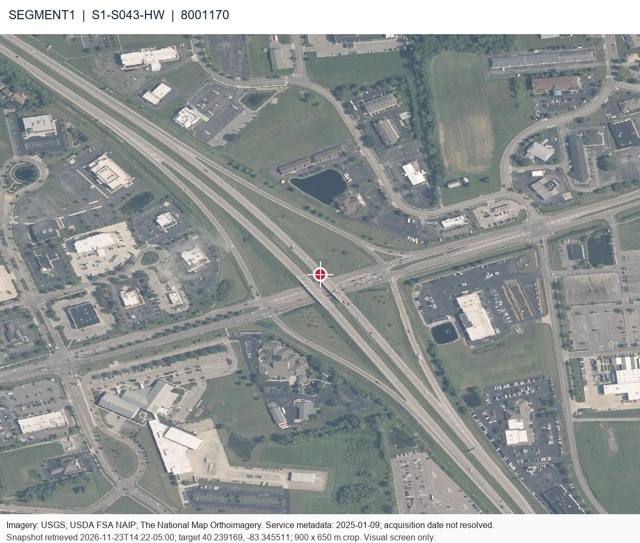 SEGMENT1 | S1-S043-HW | 8001170
Imagery: USGS, USDA FSA NAIP; The National Map Orthoimagery. Service metadata: 2025-01-09; acquisition date not resolved.
Snapshot retrieved 2026-11-23T14:22-05:00; target 40.239169, -83.345511; 900 x 650 m crop. Visual screen only.